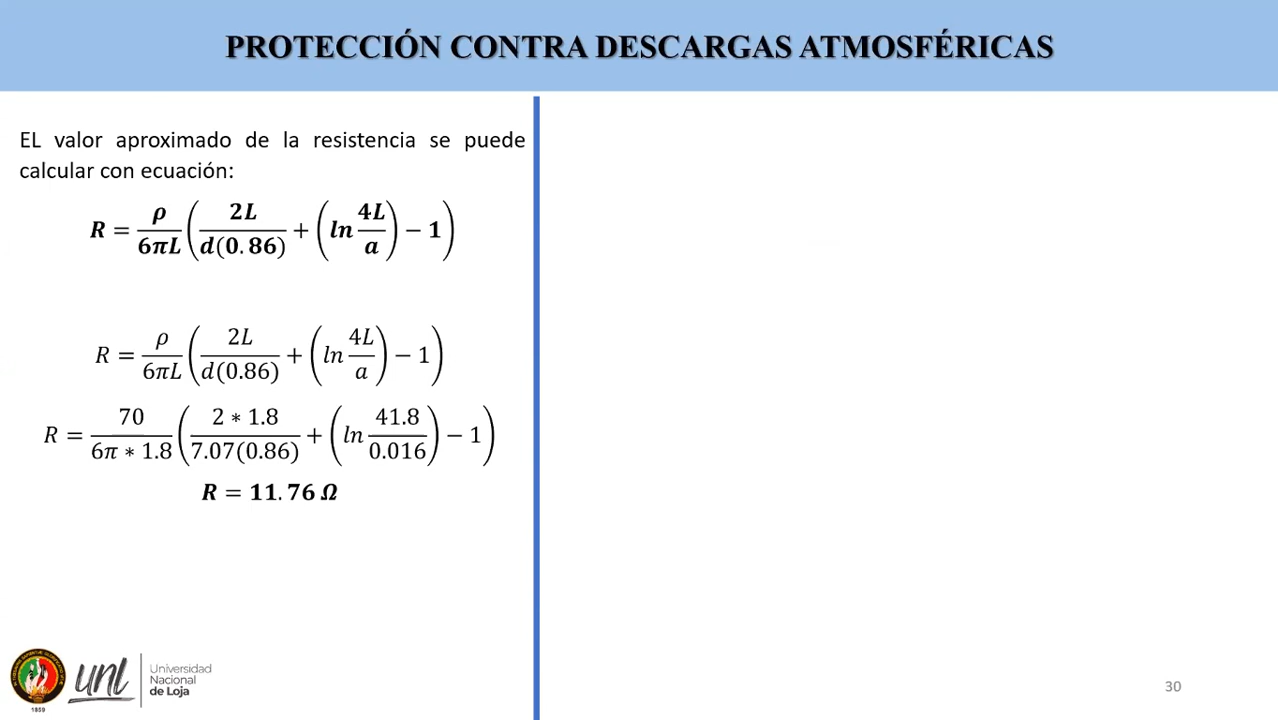 PROTECCIÓN CONTRA DESCARGAS ATMOSFÉRICAS
EL valor aproximado de la resistencia se puede
calcular con ecuación:
R = ρ/6πL (2L/d(0.86) + (ln 4L/a) − 1)
R = ρ/6πL (2L/d(0.86) + (ln 4L/a) − 1)
R = 70/6π ∗ 1.8 (2 ∗ 1.8/7.07(0.86) + (ln 41.8/0.016) − 1)
R = 11.76 Ω
unl
Universidad
Nacional
de Loja
1859
30